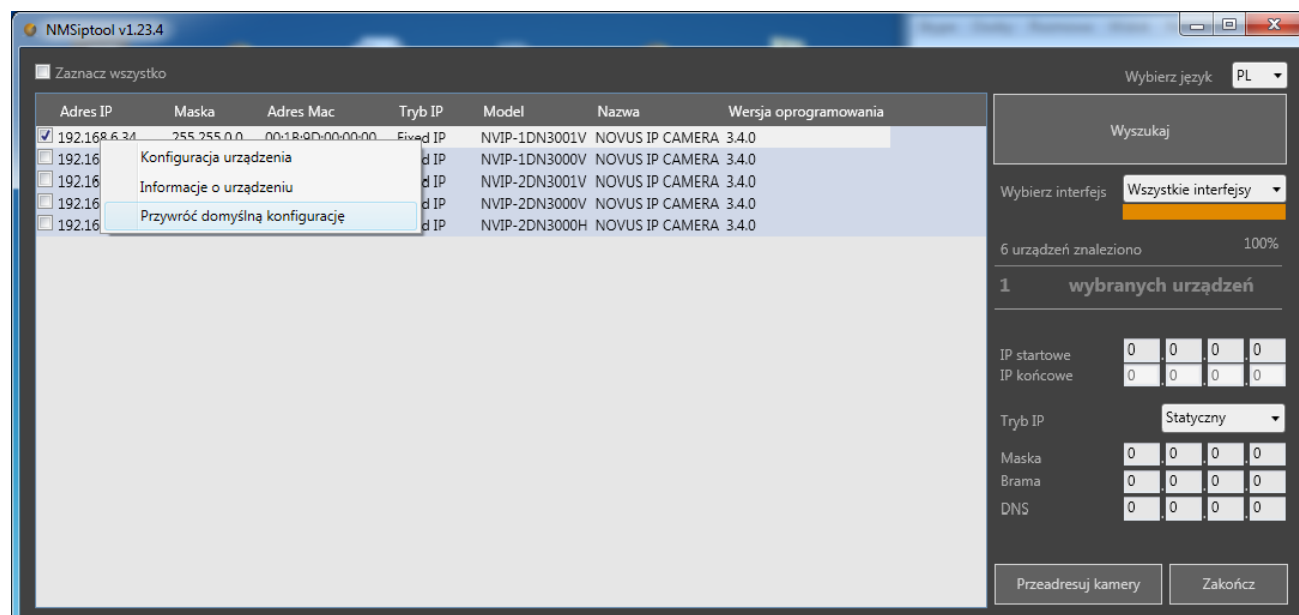 NMSiptool v1.23.4
Zaznacz wszystko
Wybierz język PL
Adres IP Maska Adres Mac Tryb IP Model Nazwa Wersja oprogramowania
192.168.6.34 255.255.0.0 00:1B:9D:00:00:00 Fixed IP NVIP-1DN3001V NOVUS IP CAMERA 3.4.0
192.16 d IP NVIP-1DN3000V NOVUS IP CAMERA 3.4.0
192.16 d IP NVIP-2DN3001V NOVUS IP CAMERA 3.4.0
192.16 d IP NVIP-2DN3000V NOVUS IP CAMERA 3.4.0
192.16 d IP NVIP-2DN3000H NOVUS IP CAMERA 3.4.0
Konfiguracja urządzenia
Informacje o urządzeniu
Przywróć domyślną konfigurację
Wyszukaj
Wybierz interfejs Wszystkie interfejsy
6 urządzeń znaleziono 100%
1 wybranych urządzeń
IP startowe 0 . 0 . 0 . 0
IP końcowe 0 . 0 . 0 . 0
Tryb IP Statyczny
Maska 0 . 0 . 0 . 0
Brama 0 . 0 . 0 . 0
DNS 0 . 0 . 0 . 0
Przeadresuj kamery Zakończ